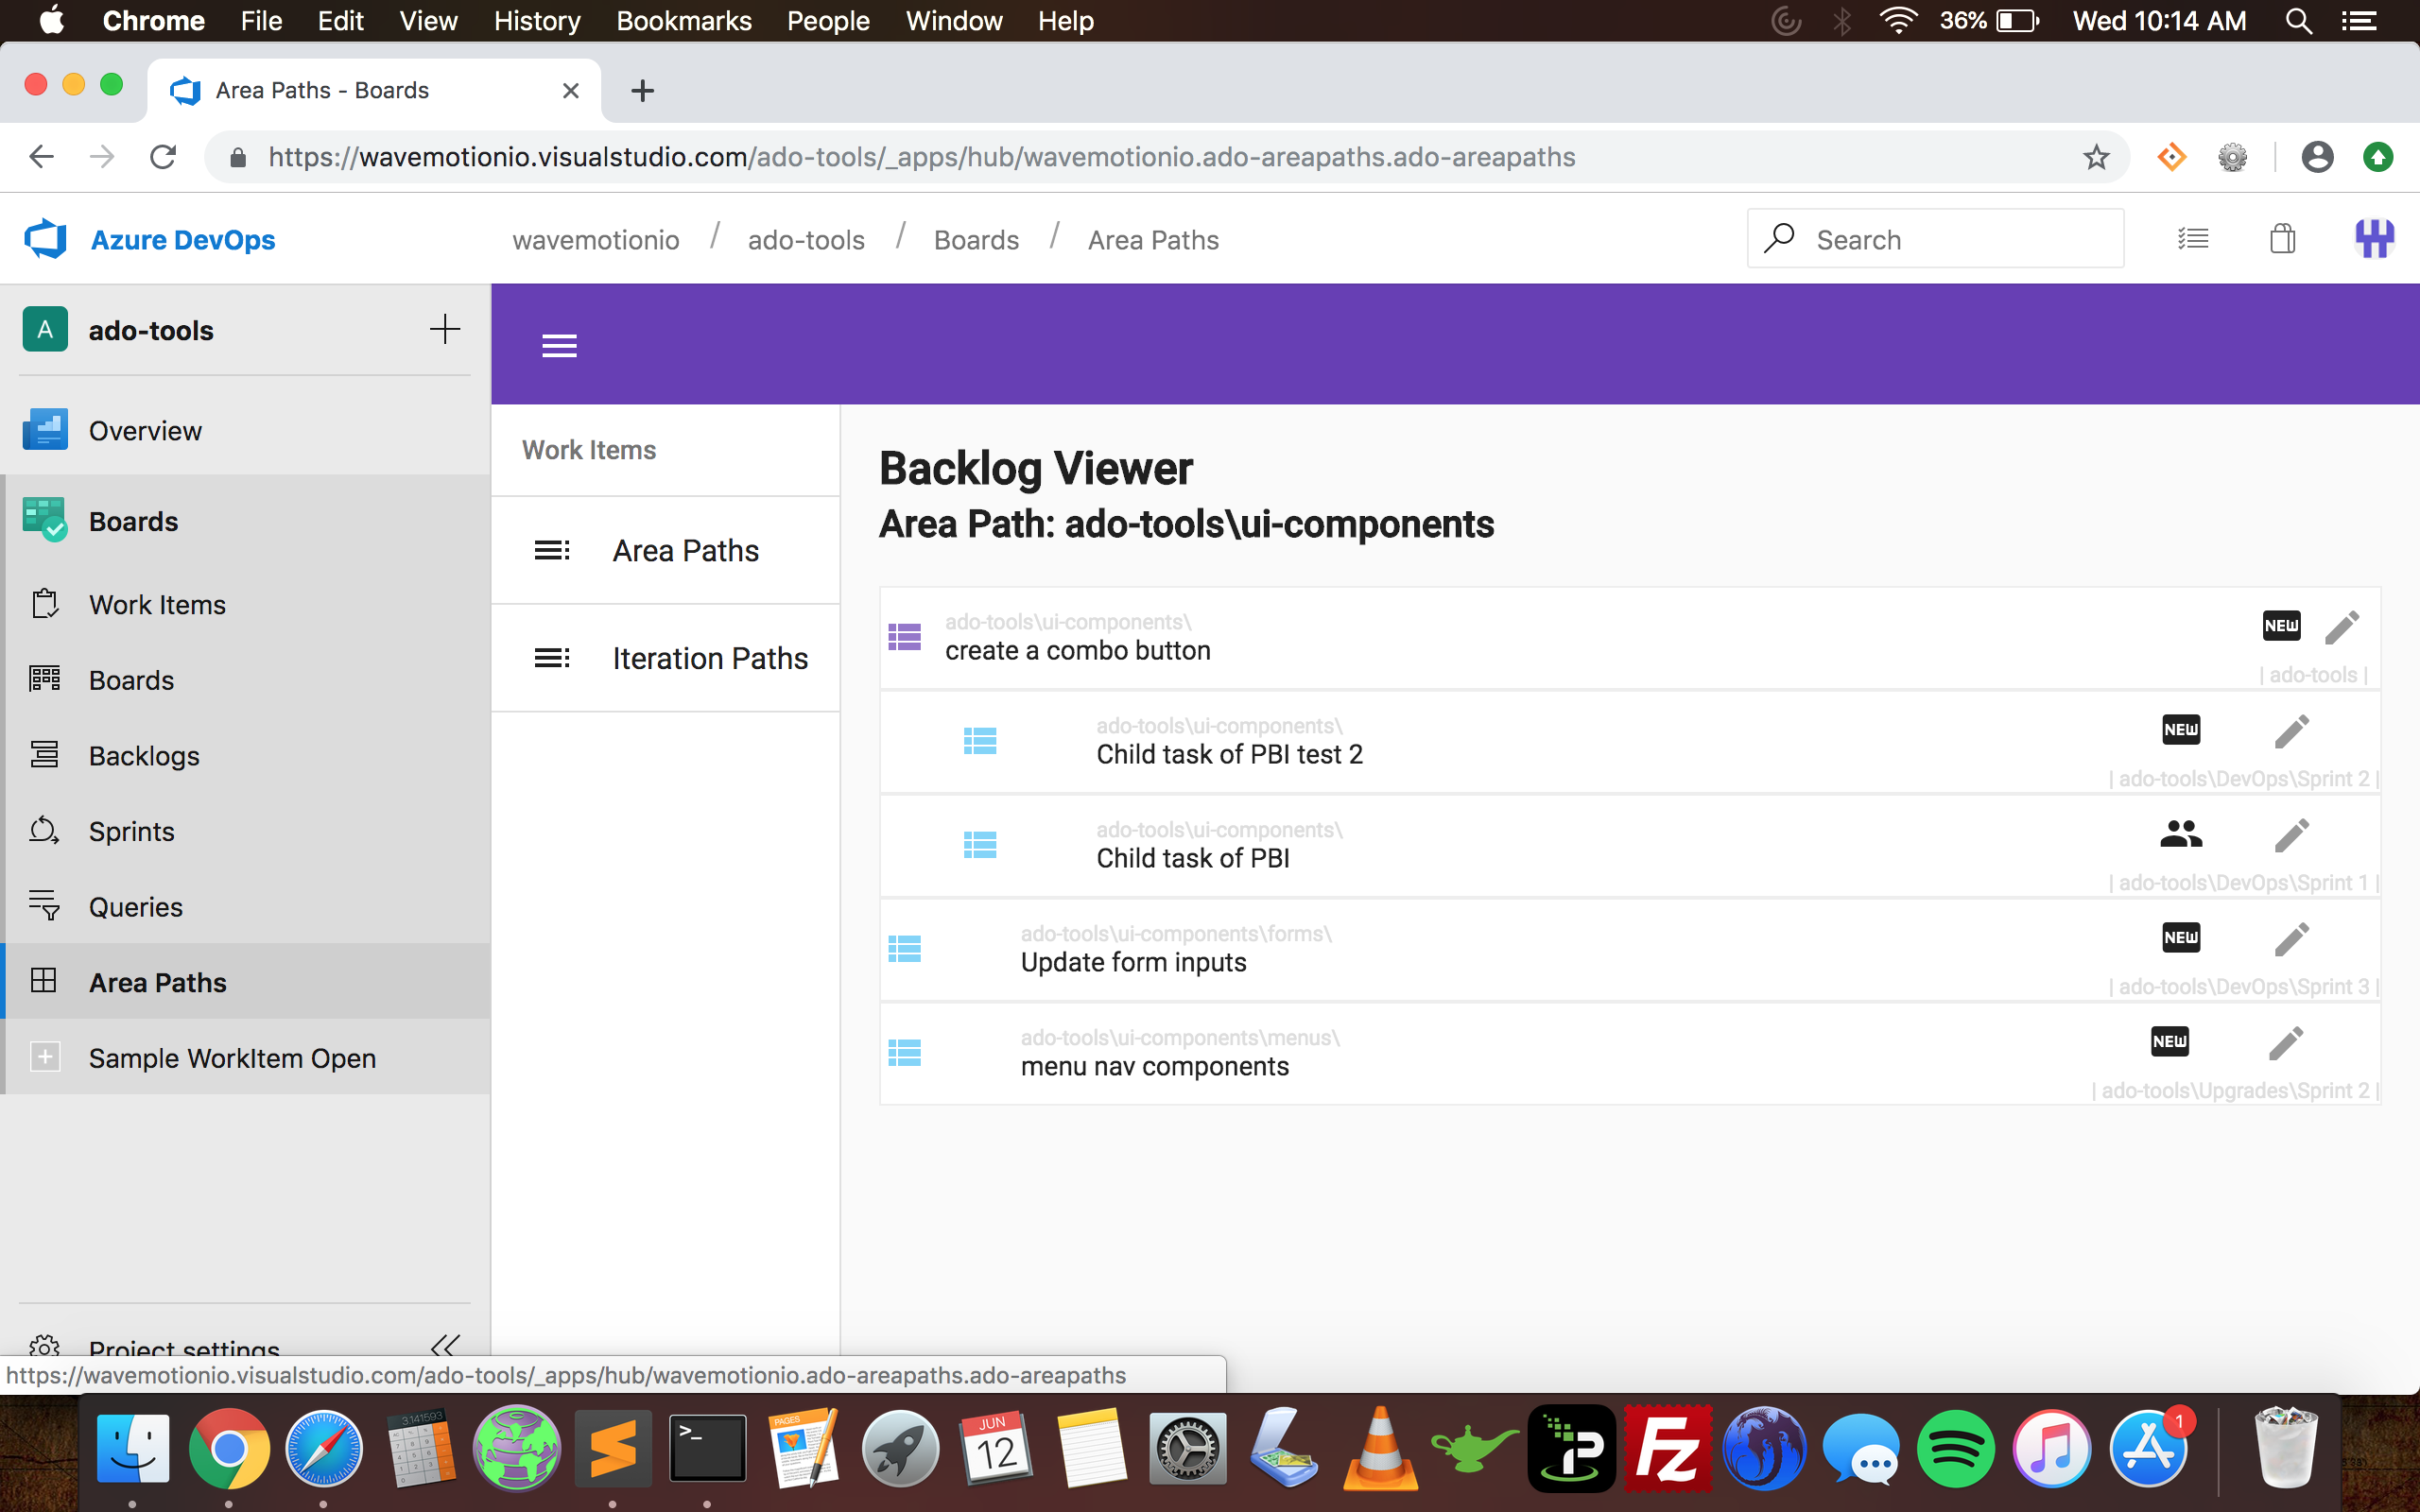 Chrome File Edit View History Bookmarks People Window Help 36% Wed 10:14 AM
Area Paths - Boards
https://wavemotionio.visualstudio.com/ado-tools/_apps/hub/wavemotionio.ado-areapaths.ado-areapaths
Azure DevOps wavemotionio / ado-tools / Boards / Area Paths Search
A ado-tools
Overview
Boards
Work Items
Boards
Backlogs
Sprints
Queries
Area Paths
Sample WorkItem Open
Project settings
Work Items
Area Paths
Iteration Paths
Backlog Viewer
Area Path: ado-tools\ui-components
ado-tools\ui-components\
create a combo button
NEW
| ado-tools |
ado-tools\ui-components\
Child task of PBI test 2
NEW
| ado-tools\DevOps\Sprint 2 |
ado-tools\ui-components\
Child task of PBI
| ado-tools\DevOps\Sprint 1 |
ado-tools\ui-components\forms\
Update form inputs
NEW
| ado-tools\DevOps\Sprint 3 |
ado-tools\ui-components\menus\
menu nav components
NEW
| ado-tools\Upgrades\Sprint 2 |
https://wavemotionio.visualstudio.com/ado-tools/_apps/hub/wavemotionio.ado-areapaths.ado-areapaths
3.141593
>_
PAGES
JUN
12
P
Fz
1